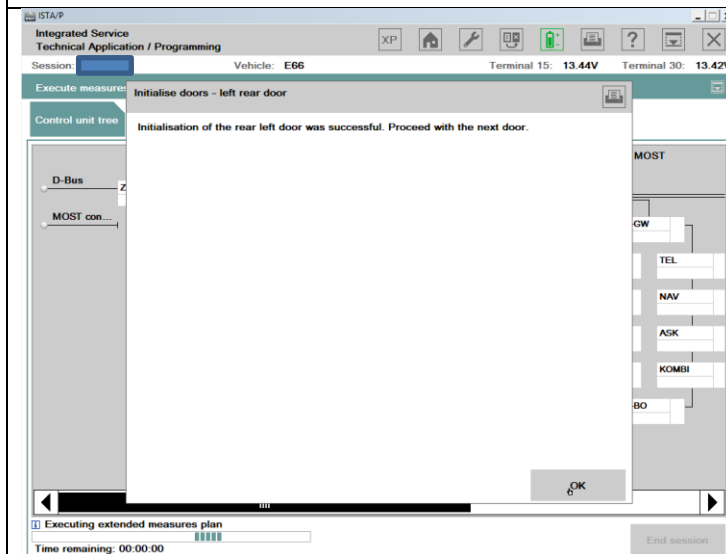 ISTA/P
Integrated Service
Technical Application / Programming
XP
?
Session:
Vehicle: E66
Terminal 15: 13.44V
Terminal 30: 13.42V
Execute measures
Initialise doors - left rear door
Control unit tree
Initialisation of the rear left door was successful. Proceed with the next door.
MOST
D-Bus
Z
MOST con...
GW
TEL
NAV
ASK
KOMBI
BO
OK
Executing extended measures plan
Time remaining: 00:00:00
End session